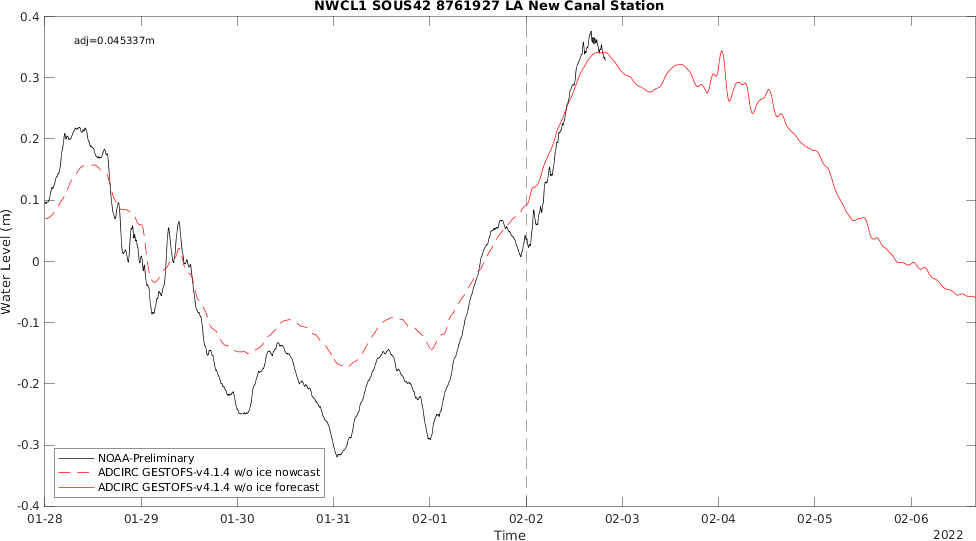 NWCL1 SOUS42 8761927 LA New Canal Station
adj=0.045337m
0.4
0.3
0.2
0.1
0
-0.1
-0.2
-0.3
-0.4
Water Level (m)
NOAA-Preliminary
ADCIRC GESTOFS-v4.1.4 w/o ice nowcast
ADCIRC GESTOFS-v4.1.4 w/o ice forecast
01-28 01-29 01-30 01-31 02-01 02-02 02-03 02-04 02-05 02-06
Time
2022